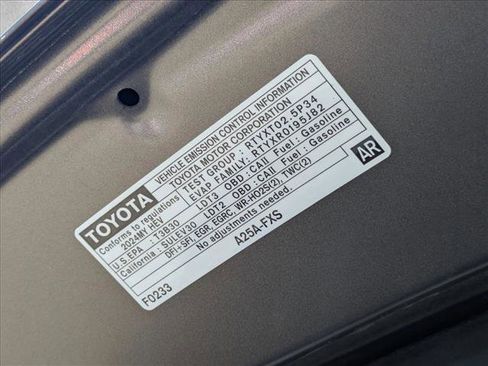 TOYOTA
VEHICLE EMISSION CONTROL INFORMATION
TOYOTA MOTOR CORPORATION
Conforms to regulations
TEST GROUP : RTYXT02.5P34
2024MY HEV
EVAP FAMILY: RTYXR0195J82
U.S.EPA : T3B30 LDT3 OBD : CAII Fuel : Gasoline
California : SULEV30 LDT2 OBD : CAII Fuel : Gasoline
DFI+SFI, EGR, EGRC, WR-HO2S(2), TWC(2)
No adjustments needed.
A25A-FXS
F0233
AR